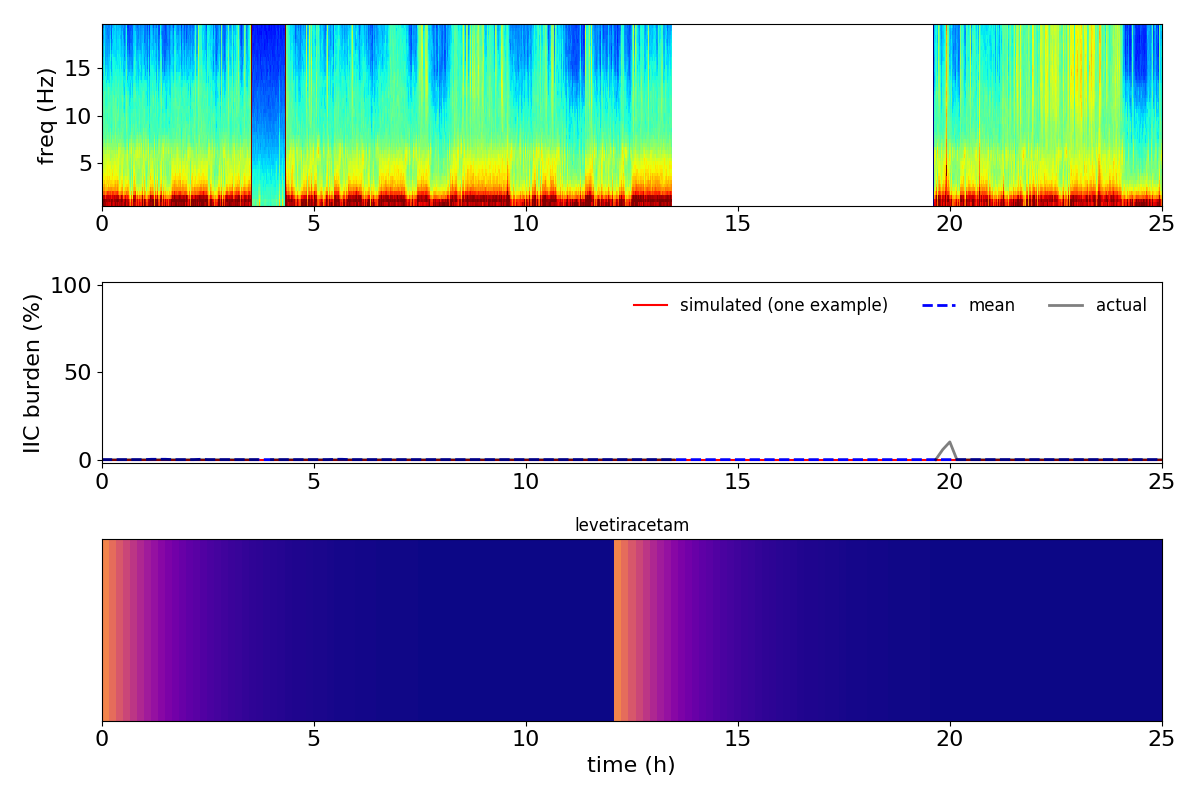 freq (Hz)
15
10
5
0 5 10 15 20 25
IIC burden (%)
100
50
0
simulated (one example) mean actual
0 5 10 15 20 25
levetiracetam
0 5 10 15 20 25
time (h)